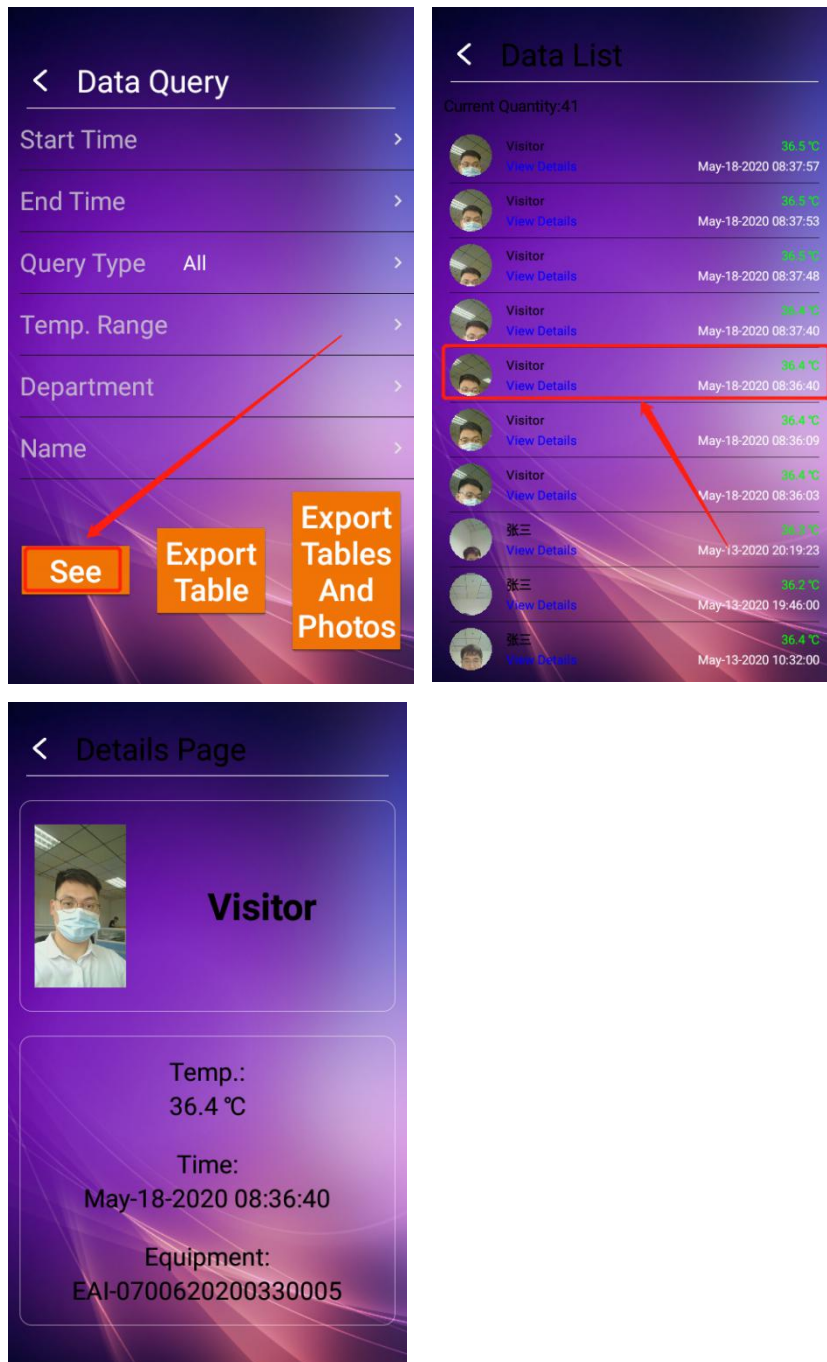 Data Query
Start Time
End Time
Query Type All
Temp. Range
Department
Name
See
Export
Table
Export
Tables
And
Photos
Data List
Current Quantity:41
Visitor 36.5 ℃
View Details May-18-2020 08:37:57
Visitor 36.5 ℃
View Details May-18-2020 08:37:53
Visitor 36.5 ℃
View Details May-18-2020 08:37:48
Visitor
View Details May-18-2020 08:37:40
Visitor 36.4 ℃
View Details May-18-2020 08:36:40
Visitor 36.4 ℃
View Details May-18-2020 08:36:09
Visitor 36.4 ℃
View Details May-18-2020 08:36:03
张三
View Details May-13-2020 20:19:23
张三 36.2 ℃
View Details May-13-2020 19:46:00
张三 36.4 ℃
View Details May-13-2020 10:32:00
Details Page
Visitor
Temp.:
36.4 ℃
Time:
May-18-2020 08:36:40
Equipment:
EAI-0700620200330005